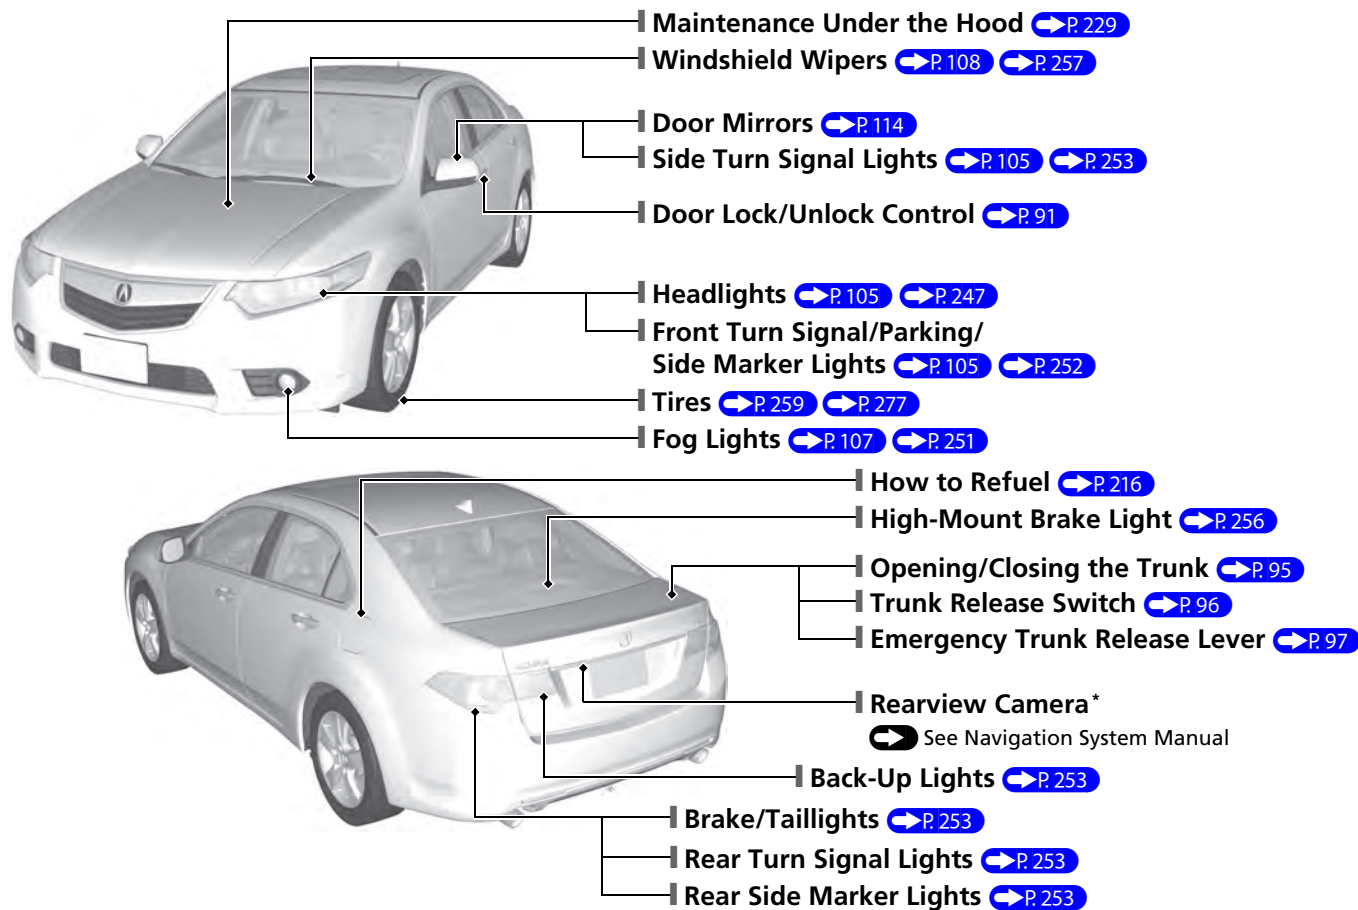 Maintenance Under the Hood P. 229
Windshield Wipers P. 108 P. 257
Door Mirrors P. 114
Side Turn Signal Lights P. 105 P. 253
Door Lock/Unlock Control P. 91
Headlights P. 105 P. 247
Front Turn Signal/Parking/
Side Marker Lights P. 105 P. 252
Tires P. 259 P. 277
Fog Lights P. 107 P. 251
How to Refuel P. 216
High-Mount Brake Light P. 256
Opening/Closing the Trunk P. 95
Trunk Release Switch P. 96
Emergency Trunk Release Lever P. 97
Rearview Camera*
See Navigation System Manual
Back-Up Lights P. 253
Brake/Taillights P. 253
Rear Turn Signal Lights P. 253
Rear Side Marker Lights P. 253